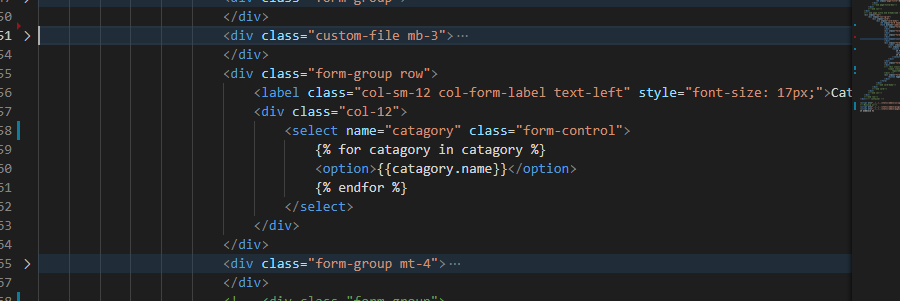 50 </div>
51 <div class="custom-file mb-3">…
54 </div>
55 <div class="form-group row">
56 <label class="col-sm-12 col-form-label text-left" style="font-size: 17px;">Cat
57 <div class="col-12">
58 <select name="catagory" class="form-control">
59 {% for catagory in catagory %}
60 <option>{{catagory.name}}</option>
61 {% endfor %}
62 </select>
63 </div>
64 </div>
65 <div class="form-group mt-4">…
67 </div>